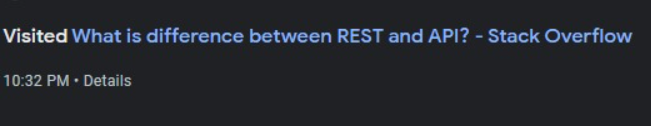 Visited What is difference between REST and API? - Stack Overflow
10:32 PM • Details